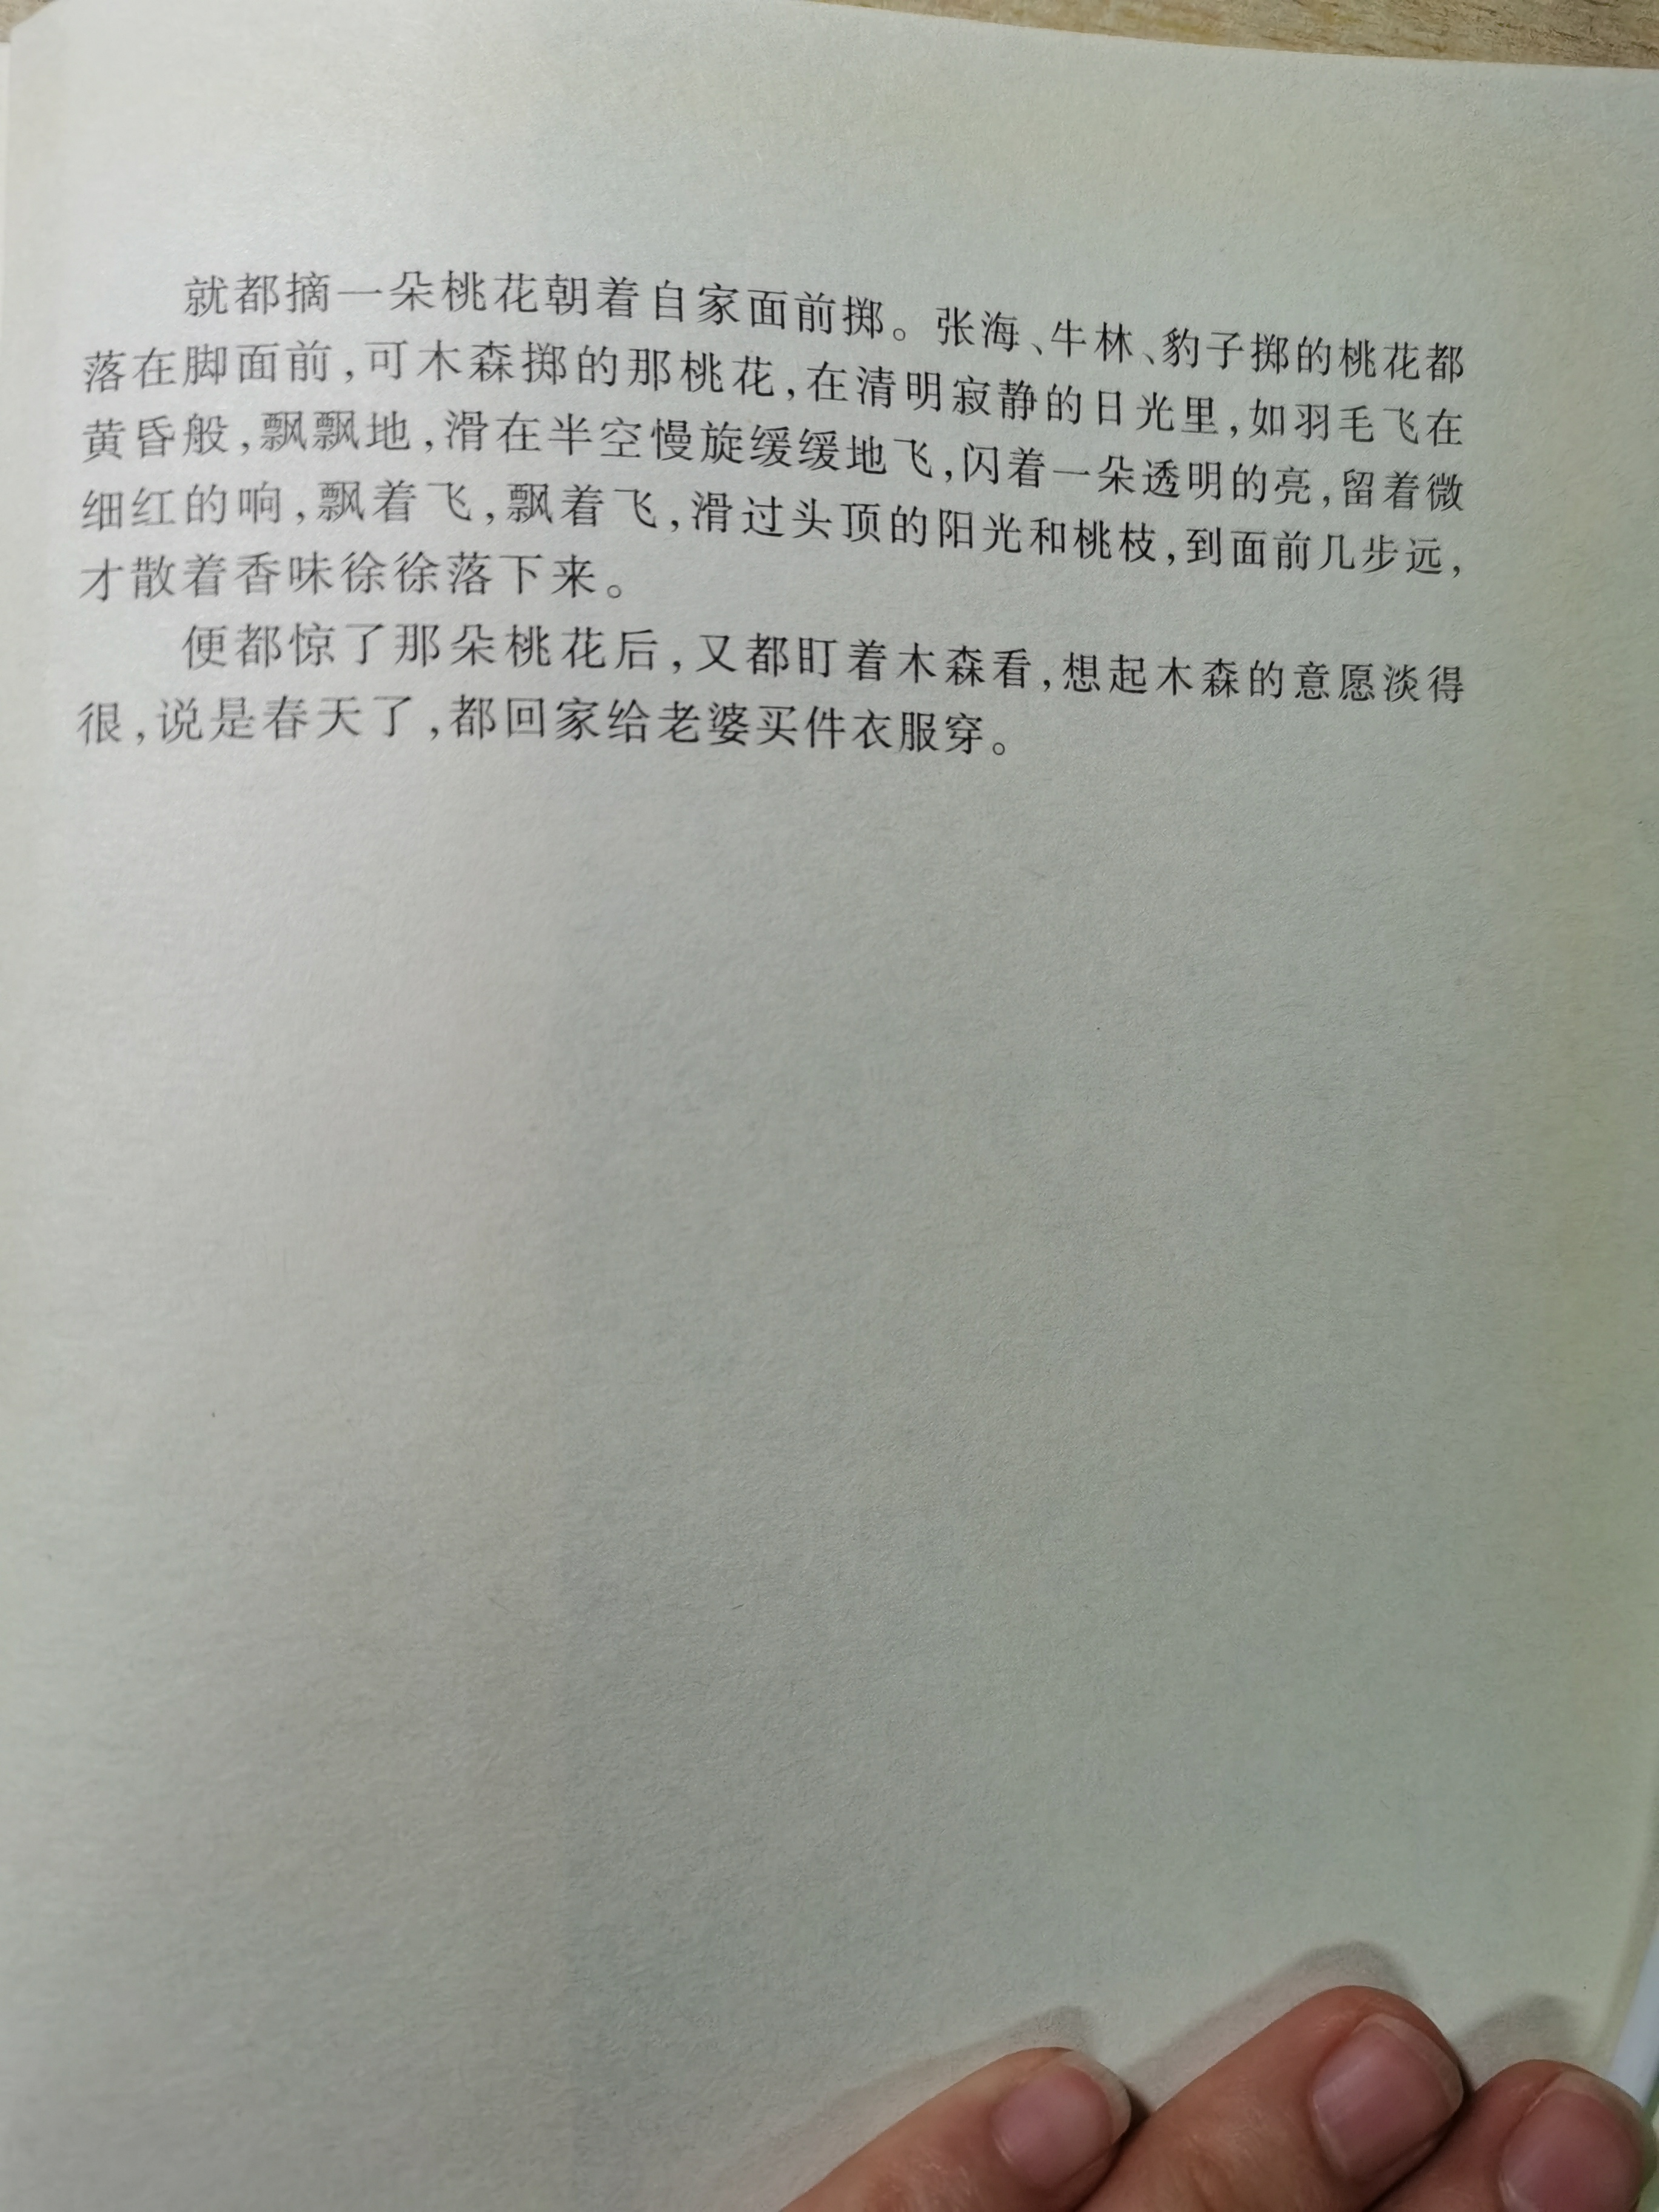 就都摘一朵桃花朝着自家面前掷。张海、牛林、豹子掷的桃花都
落在脚面前,可木森掷的那桃花,在清明寂静的日光里,如羽毛飞在
黄昏般,飘飘地,滑在半空慢旋缓缓地飞,闪着一朵透明的亮,留着微
细红的响,飘着飞,飘着飞,滑过头顶的阳光和桃枝,到面前几步远,
才散着香味徐徐落下来。
便都惊了那朵桃花后,又都盯着木森看,想起木森的意愿淡得
很,说是春天了,都回家给老婆买件衣服穿。